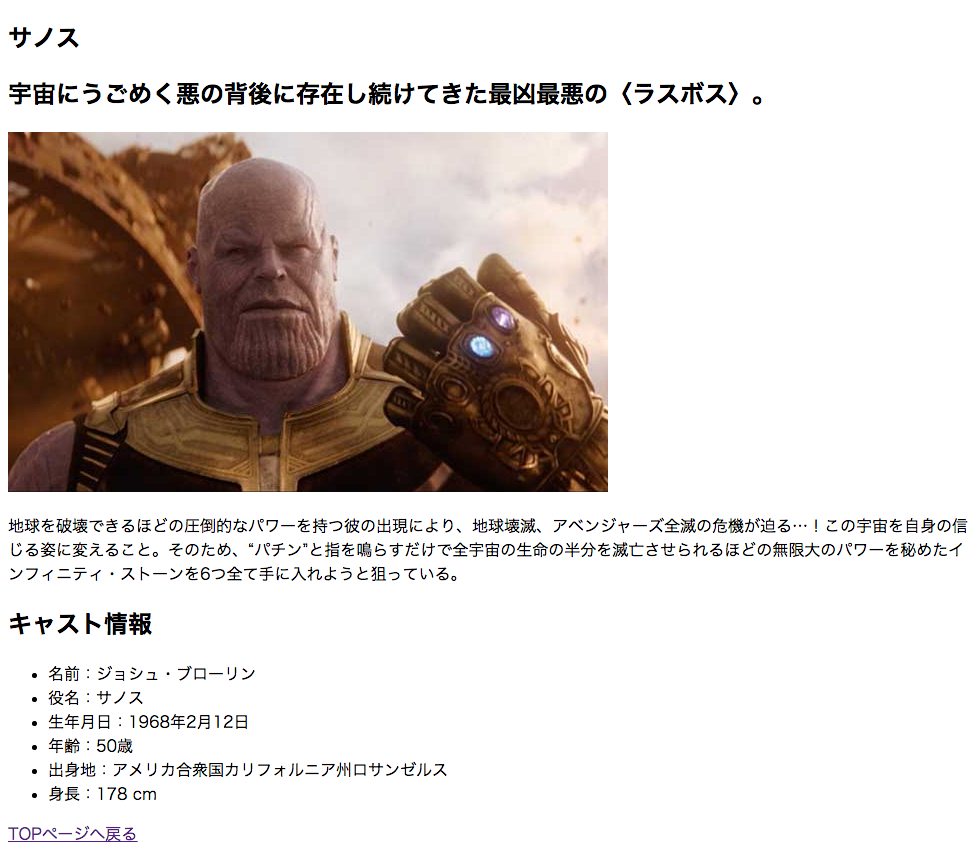 サノス
宇宙にうごめく悪の背後に存在し続けてきた最凶最悪の〈ラスボス〉。
地球を破壊できるほどの圧倒的なパワーを持つ彼の出現により、地球壊滅、アベンジャーズ全滅の危機が迫る…！この宇宙を自身の信
じる姿に変えること。そのため、“パチン”と指を鳴らすだけで全宇宙の生命の半分を滅亡させられるほどの無限大のパワーを秘めたイ
ンフィニティ・ストーンを6つ全て手に入れようと狙っている。
キャスト情報
• 名前：ジョシュ・ブローリン
• 役名：サノス
• 生年月日：1968年2月12日
• 年齢：50歳
• 出身地：アメリカ合衆国カリフォルニア州ロサンゼルス
• 身長：178 cm
TOPページへ戻る